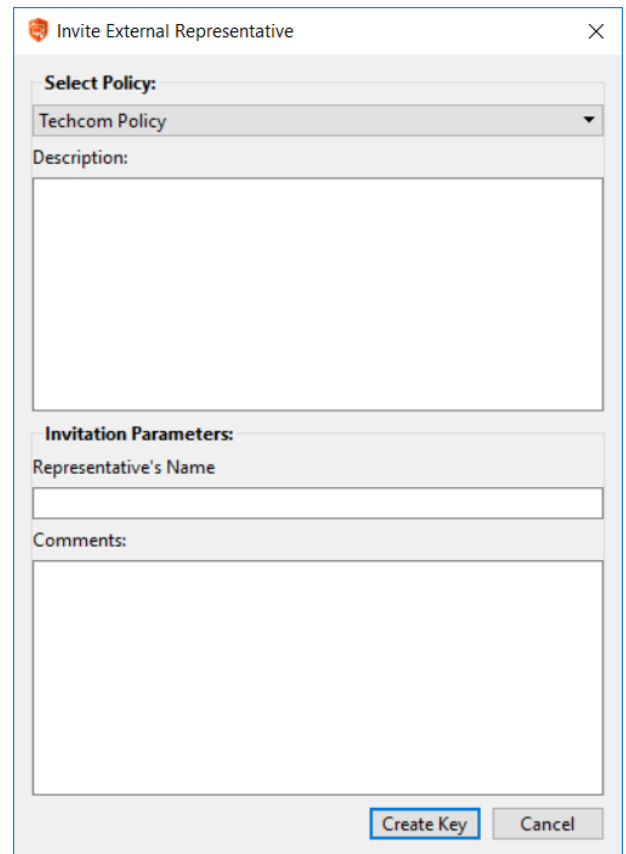 Invite External Representative
Select Policy:
Techcom Policy
Description:
Invitation Parameters:
Representative's Name
Comments:
Create Key Cancel